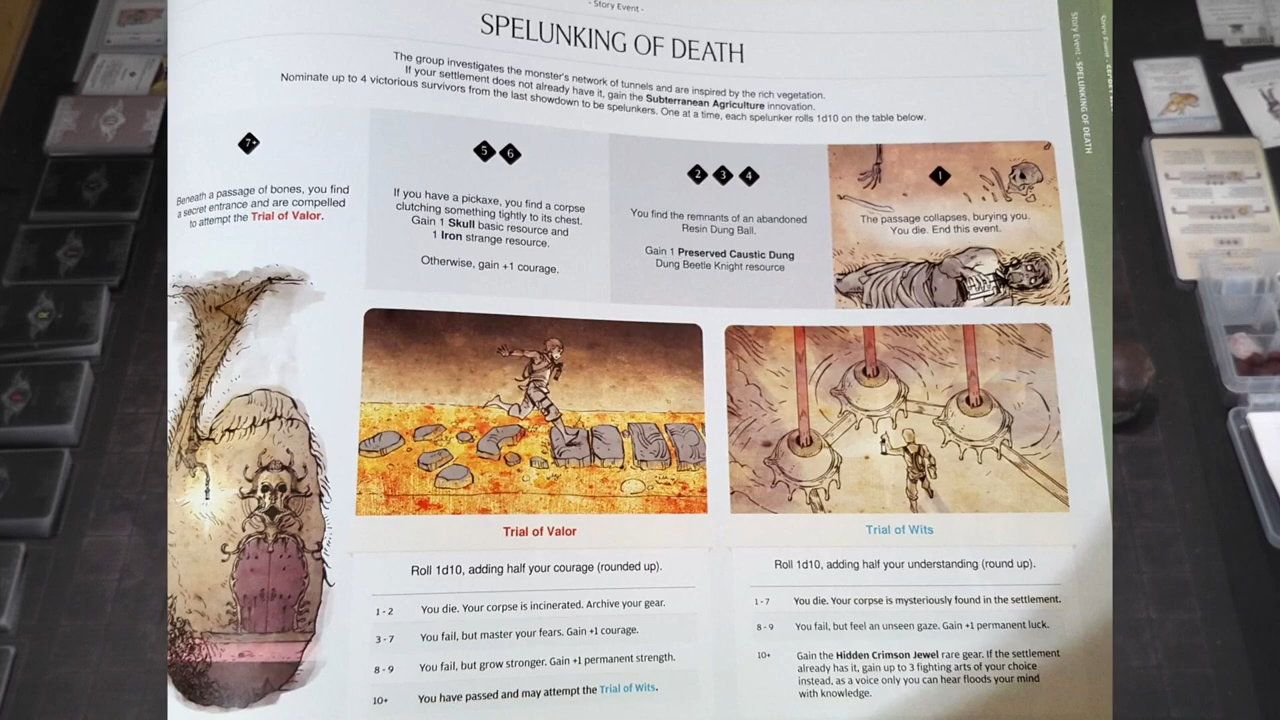 - Story Event -
SPELUNKING OF DEATH
The group investigates the monster's network of tunnels and are inspired by the rich vegetation.
If your settlement does not already have it, gain the Subterranean Agriculture innovation.
Nominate up to 4 victorious survivors from the last showdown to be spelunkers. One at a time, each spelunker rolls 1d10 on the table below.
7+
Beneath a passage of bones, you find
a secret entrance and are compelled
to attempt the Trial of Valor.
5 6
If you have a pickaxe, you find a corpse
clutching something tightly to its chest.
Gain 1 Skull basic resource and
1 Iron strange resource.
Otherwise, gain +1 courage.
2 3 4
You find the remnants of an abandoned
Resin Dung Ball.
Gain 1 Preserved Caustic Dung
Dung Beetle Knight resource
1
The passage collapses, burying you.
You die. End this event.
Trial of Valor
Roll 1d10, adding half your courage (rounded up).
1 - 2 You die. Your corpse is incinerated. Archive your gear.
3 - 7 You fail, but master your fears. Gain +1 courage.
8 - 9 You fail, but grow stronger. Gain +1 permanent strength.
10+ You have passed and may attempt the Trial of Wits.
Trial of Wits
Roll 1d10, adding half your understanding (round up).
1 - 7 You die. Your corpse is mysteriously found in the settlement.
8 - 9 You fail, but feel an unseen gaze. Gain +1 permanent luck.
10+ Gain the Hidden Crimson Jewel rare gear. If the settlement
already has it, gain up to 3 fighting arts of your choice
instead, as a voice only you can hear floods your mind
with knowledge.
Story Event - SPELUNKING OF DEATH